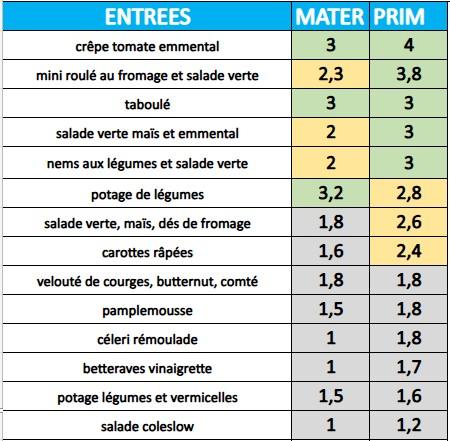 ENTREES MATER PRIM
crêpe tomate emmental 3 4
mini roulé au fromage et salade verte 2,3 3,8
taboulé 3 3
salade verte maïs et emmental 2 3
nems aux légumes et salade verte 2 3
potage de légumes 3,2 2,8
salade verte, maïs, dés de fromage 1,8 2,6
carottes râpées 1,6 2,4
velouté de courges, butternut, comté 1,8 1,8
pamplemousse 1,5 1,8
céleri rémoulade 1 1,8
betteraves vinaigrette 1 1,7
potage légumes et vermicelles 1,5 1,6
salade coleslow 1 1,2